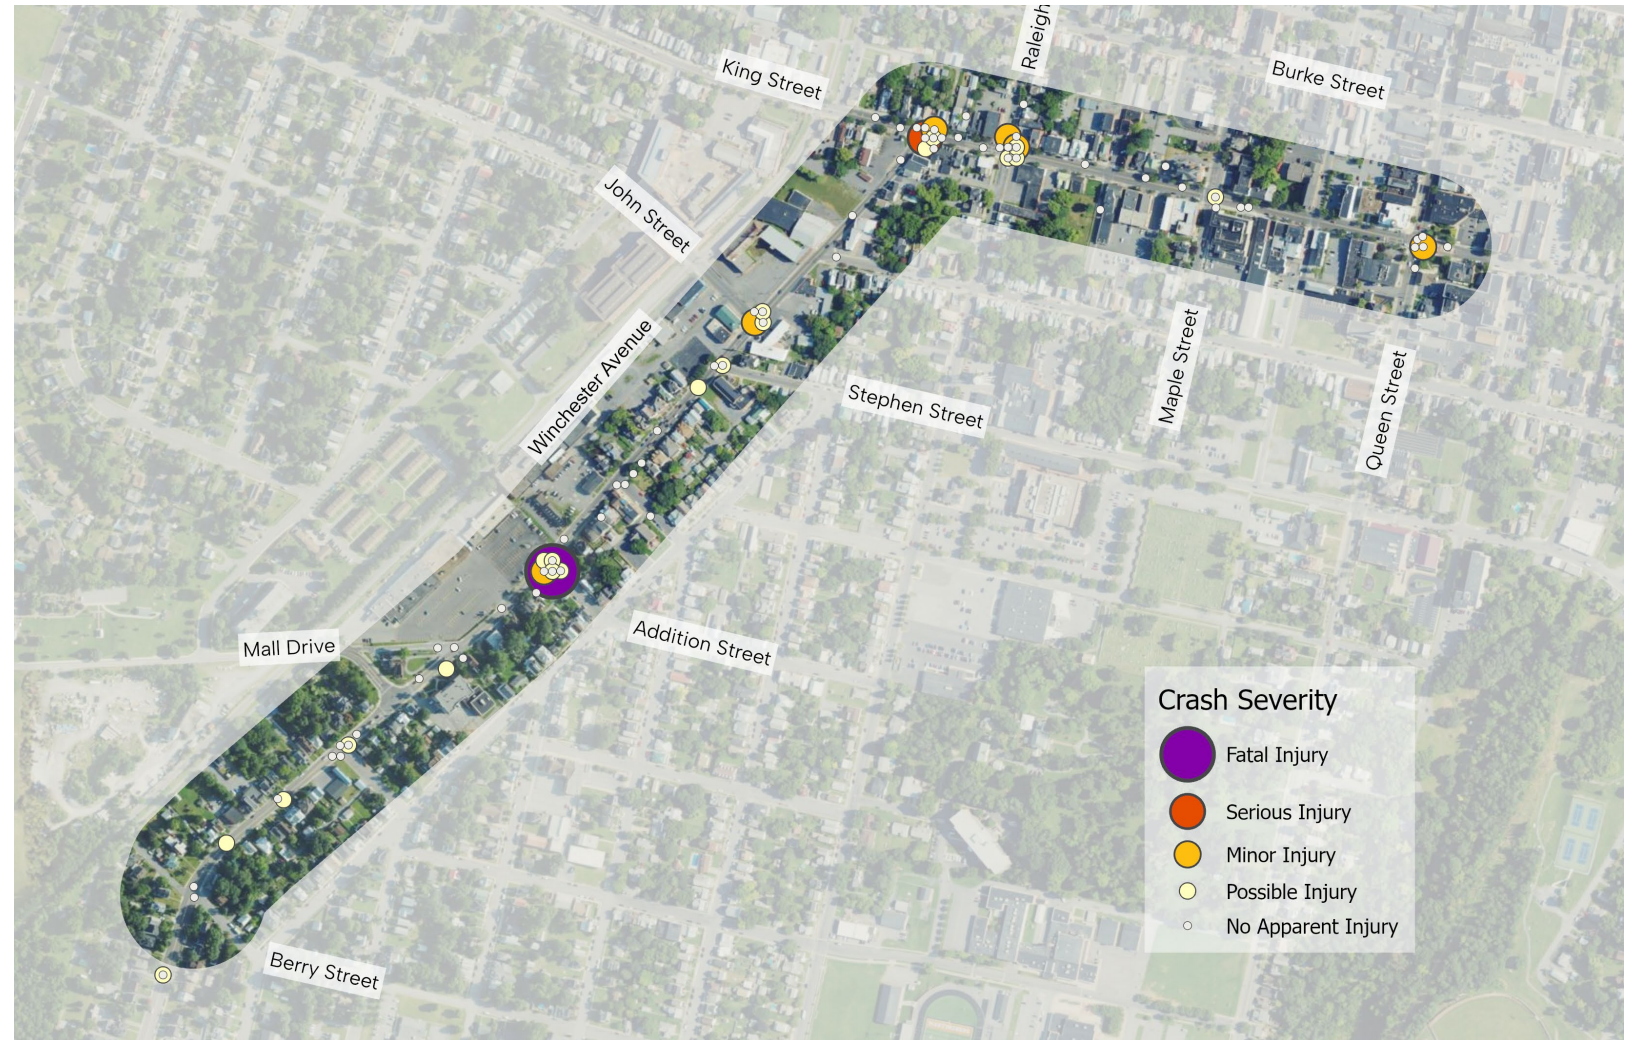 King Street
Raleigh
Burke Street
John Street
Winchester Avenue
Stephen Street
Maple Street
Queen Street
Mall Drive
Addition Street
Berry Street
Crash Severity
Fatal Injury
Serious Injury
Minor Injury
Possible Injury
No Apparent Injury